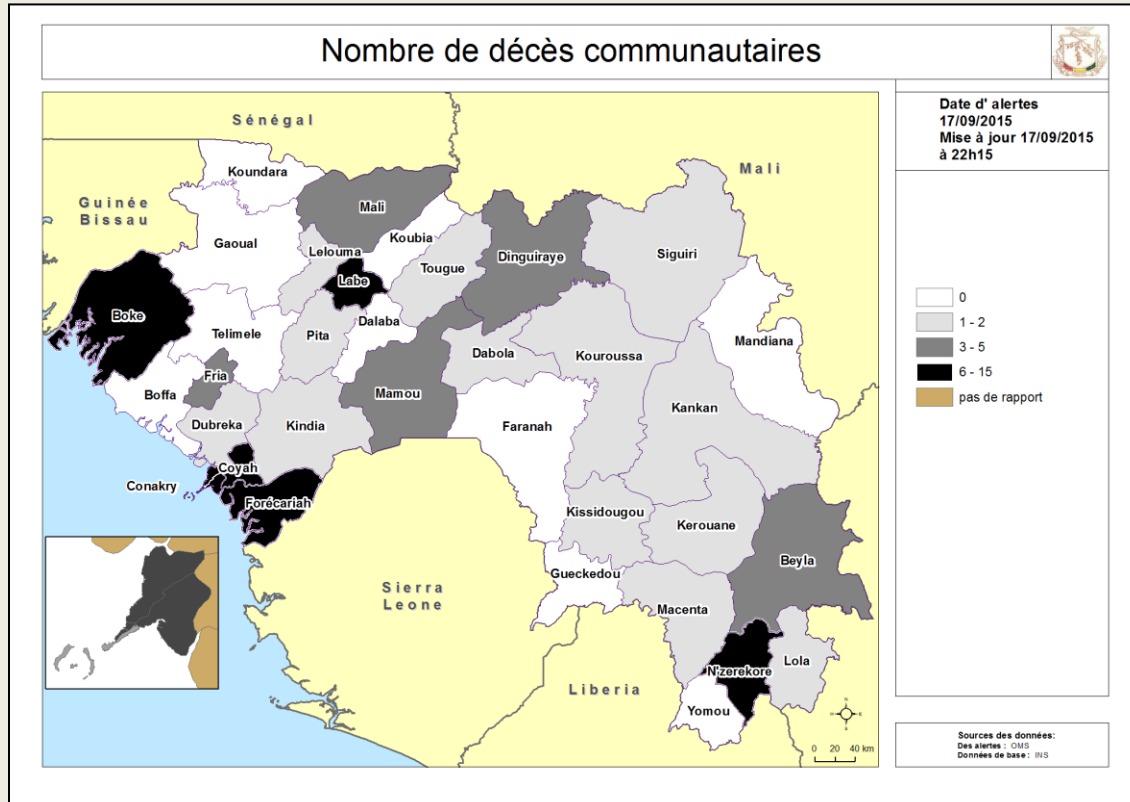 Nombre de décès communautaires
Date d' alertes
17/09/2015
Mise à jour 17/09/2015
à 22h15
0
1 - 2
3 - 5
6 - 15
pas de rapport
Sénégal
Mali
Guinée
Bissau
Koundara
Mali
Gaoual
Koubia
Lelouma
Tougue
Dinguiraye
Siguiri
Labe
Boke
Telimele
Pita
Dalaba
Dabola
Kouroussa
Mandiana
Fria
Boffa
Mamou
Kankan
Dubreka
Kindia
Faranah
Coyah
Conakry
Forécariah
Kissidougou
Kerouane
Beyla
Gueckedou
Sierra
Leone
Macenta
Lola
N'zerekore
Liberia
Yomou
N
0 20 40 km
Sources des données:
Des alertes : OMS
Données de base : INS